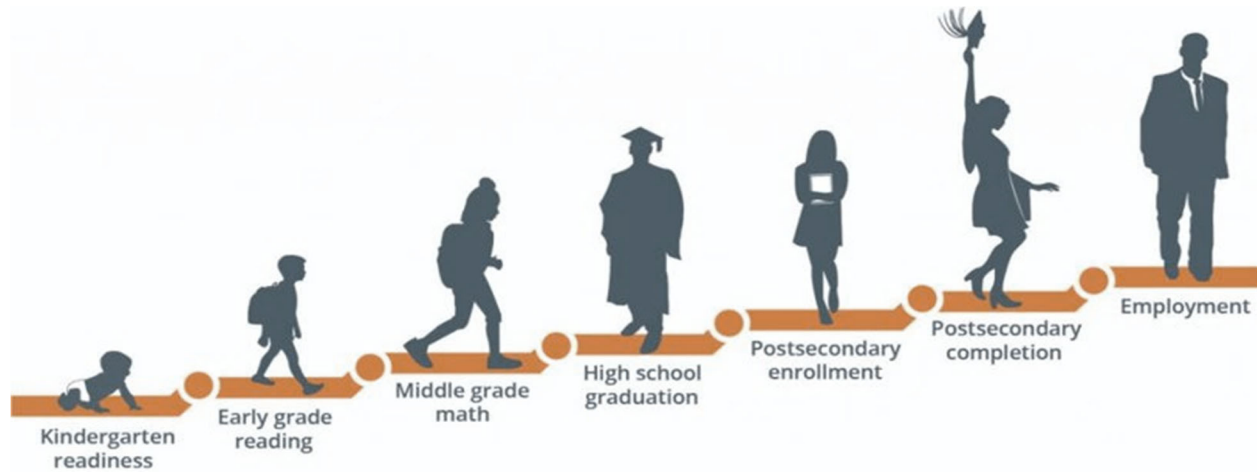 Kindergarten
readiness
Early grade
reading
Middle grade
math
High school
graduation
Postsecondary
enrollment
Postsecondary
completion
Employment